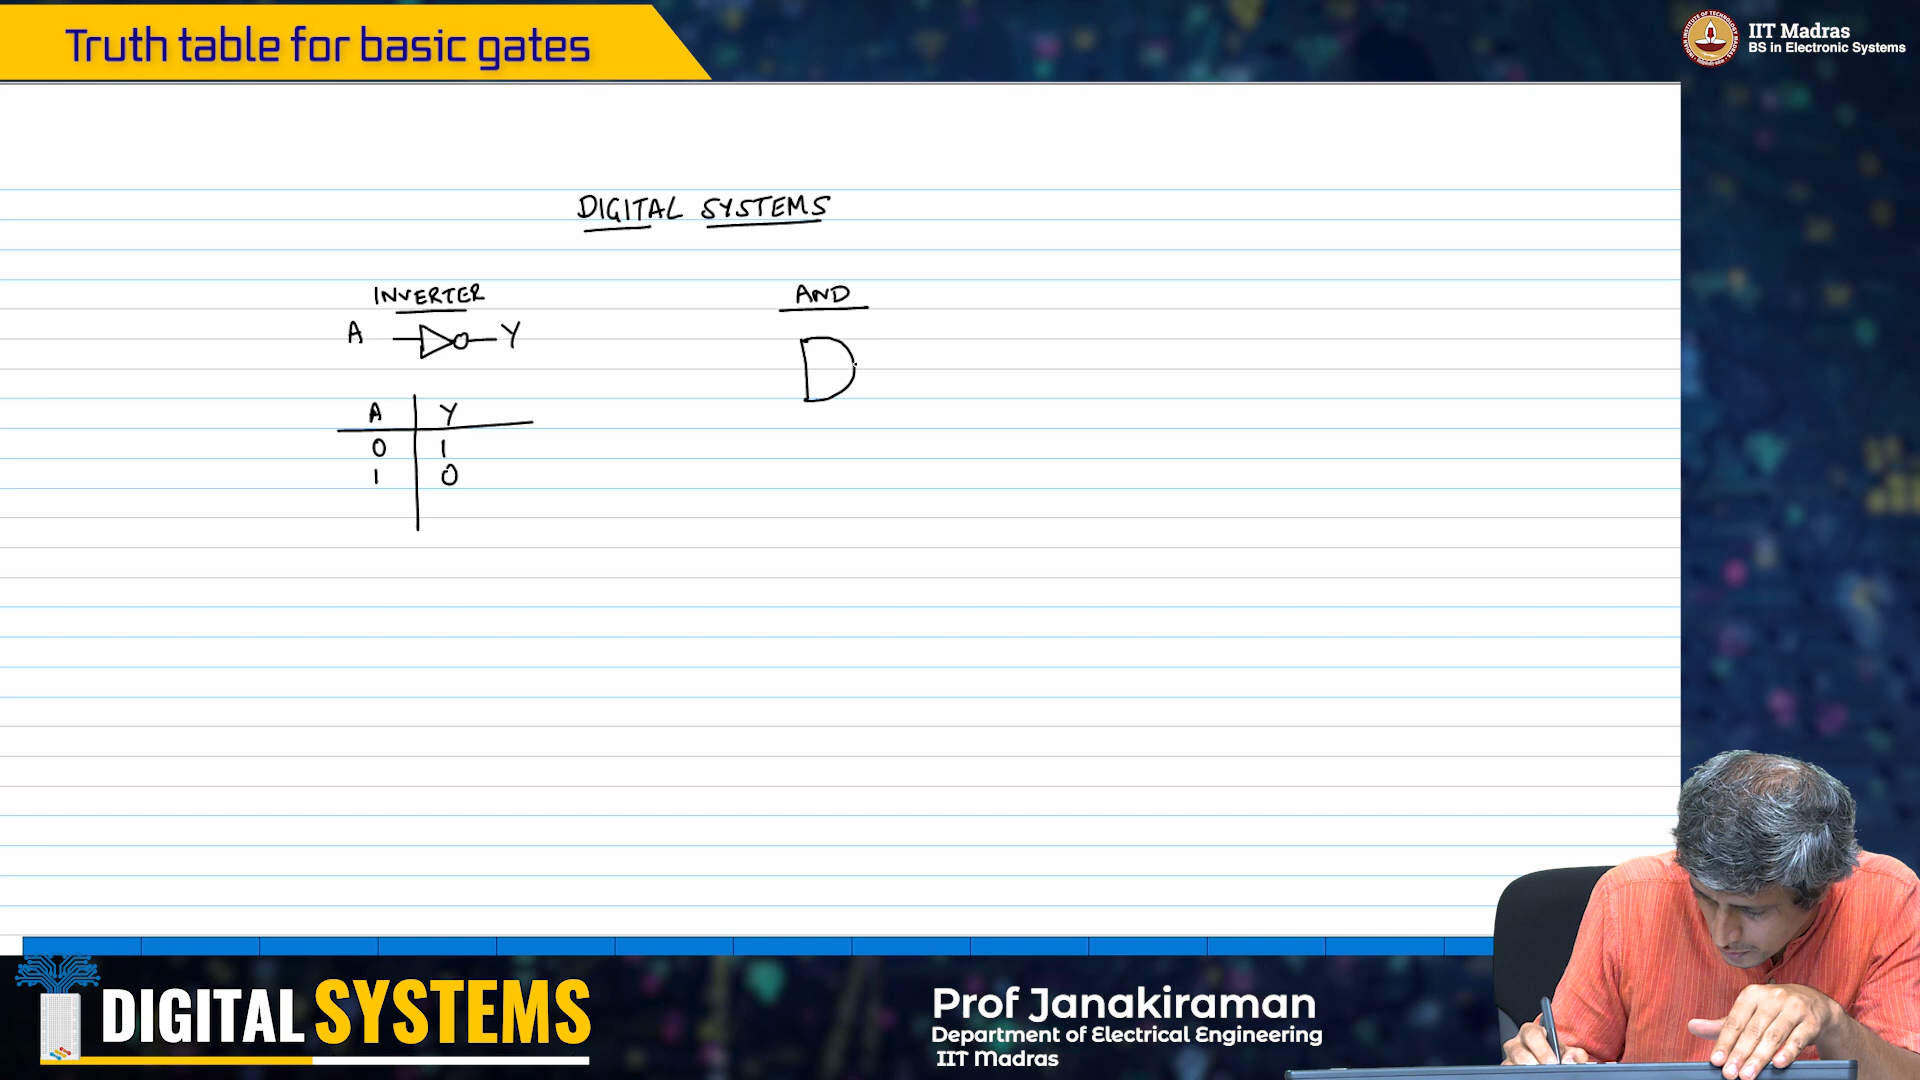 Truth table for basic gates
IIT Madras
BS in Electronic Systems
DIGITAL SYSTEMS
INVERTER
A Y
A Y
0 1
1 0
AND
DIGITAL SYSTEMS
Prof Janakiraman
Department of Electrical Engineering
IIT Madras